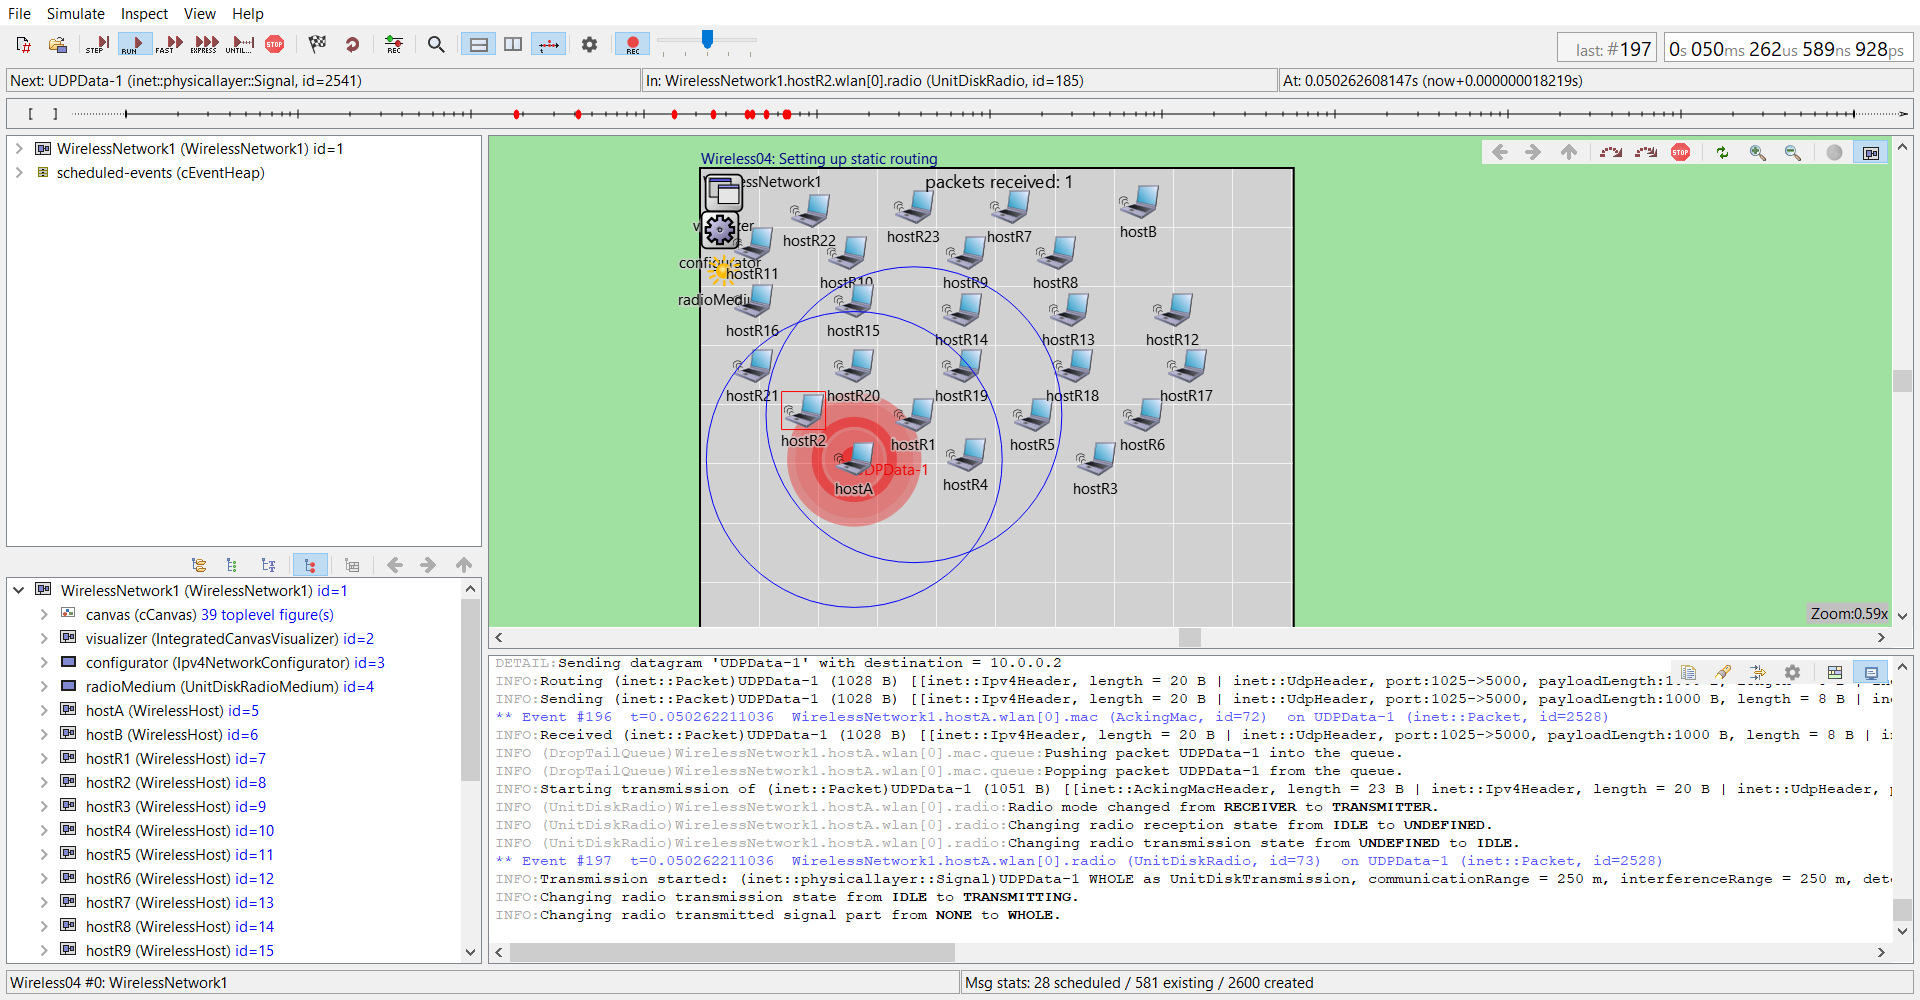 File Simulate Inspect View Help
STEP RUN FAST EXPRESS UNTIL... STOP REC REC
last: #197 0s 050ms 262us 589ns 928ps
Next: UDPData-1 (inet::physicallayer::Signal, id=2541) In: WirelessNetwork1.hostR2.wlan[0].radio (UnitDiskRadio, id=185) At: 0.050262608147s (now+0.000000018219s)
[ ]
WirelessNetwork1 (WirelessNetwork1) id=1
scheduled-events (cEventHeap)
WirelessNetwork1 (WirelessNetwork1) id=1
canvas (cCanvas) 39 toplevel figure(s)
visualizer (IntegratedCanvasVisualizer) id=2
configurator (Ipv4NetworkConfigurator) id=3
radioMedium (UnitDiskRadioMedium) id=4
hostA (WirelessHost) id=5
hostB (WirelessHost) id=6
hostR1 (WirelessHost) id=7
hostR2 (WirelessHost) id=8
hostR3 (WirelessHost) id=9
hostR4 (WirelessHost) id=10
hostR5 (WirelessHost) id=11
hostR6 (WirelessHost) id=12
hostR7 (WirelessHost) id=13
hostR8 (WirelessHost) id=14
hostR9 (WirelessHost) id=15
Wireless04: Setting up static routing
STOP
essNetwork1 packets received: 1
hostR22 hostR23 hostR7 hostB
configurator
hostR11 hostR10 hostR9 hostR8
radioMediu
hostR16 hostR15 hostR14 hostR13 hostR12
hostR21 hostR20 hostR19 hostR18 hostR17
hostR2 hostR1 hostR5 hostR6
DPData-1
hostA hostR4 hostR3
Zoom:0.59x
DETAIL:Sending datagram 'UDPData-1' with destination = 10.0.0.2
INFO:Routing (inet::Packet)UDPData-1 (1028 B) [[inet::Ipv4Header, length = 20 B | inet::UdpHeader, port:1025->5000, payloadLength:
INFO:Sending (inet::Packet)UDPData-1 (1028 B) [[inet::Ipv4Header, length = 20 B | inet::UdpHeader, port:1025->5000, payloadLength:1000 B, length = 8 B | in
** Event #196 t=0.050262211036 WirelessNetwork1.hostA.wlan[0].mac (AckingMac, id=72) on UDPData-1 (inet::Packet, id=2528)
INFO:Received (inet::Packet)UDPData-1 (1028 B) [[inet::Ipv4Header, length = 20 B | inet::UdpHeader, port:1025->5000, payloadLength:1000 B, length = 8 B | i
INFO (DropTailQueue)WirelessNetwork1.hostA.wlan[0].mac.queue:Pushing packet UDPData-1 into the queue.
INFO (DropTailQueue)WirelessNetwork1.hostA.wlan[0].mac.queue:Popping packet UDPData-1 from the queue.
INFO:Starting transmission of (inet::Packet)UDPData-1 (1051 B) [[inet::AckingMacHeader, length = 23 B | inet::Ipv4Header, length = 20 B | inet::UdpHeader, p
INFO (UnitDiskRadio)WirelessNetwork1.hostA.wlan[0].radio:Radio mode changed from RECEIVER to TRANSMITTER.
INFO (UnitDiskRadio)WirelessNetwork1.hostA.wlan[0].radio:Changing radio reception state from IDLE to UNDEFINED.
INFO (UnitDiskRadio)WirelessNetwork1.hostA.wlan[0].radio:Changing radio transmission state from UNDEFINED to IDLE.
** Event #197 t=0.050262211036 WirelessNetwork1.hostA.wlan[0].radio (UnitDiskRadio, id=73) on UDPData-1 (inet::Packet, id=2528)
INFO:Transmission started: (inet::physicallayer::Signal)UDPData-1 WHOLE as UnitDiskTransmission, communicationRange = 250 m, interferenceRange = 250 m, det
INFO:Changing radio transmission state from IDLE to TRANSMITTING.
INFO:Changing radio transmitted signal part from NONE to WHOLE.
Wireless04 #0: WirelessNetwork1 Msg stats: 28 scheduled / 581 existing / 2600 created